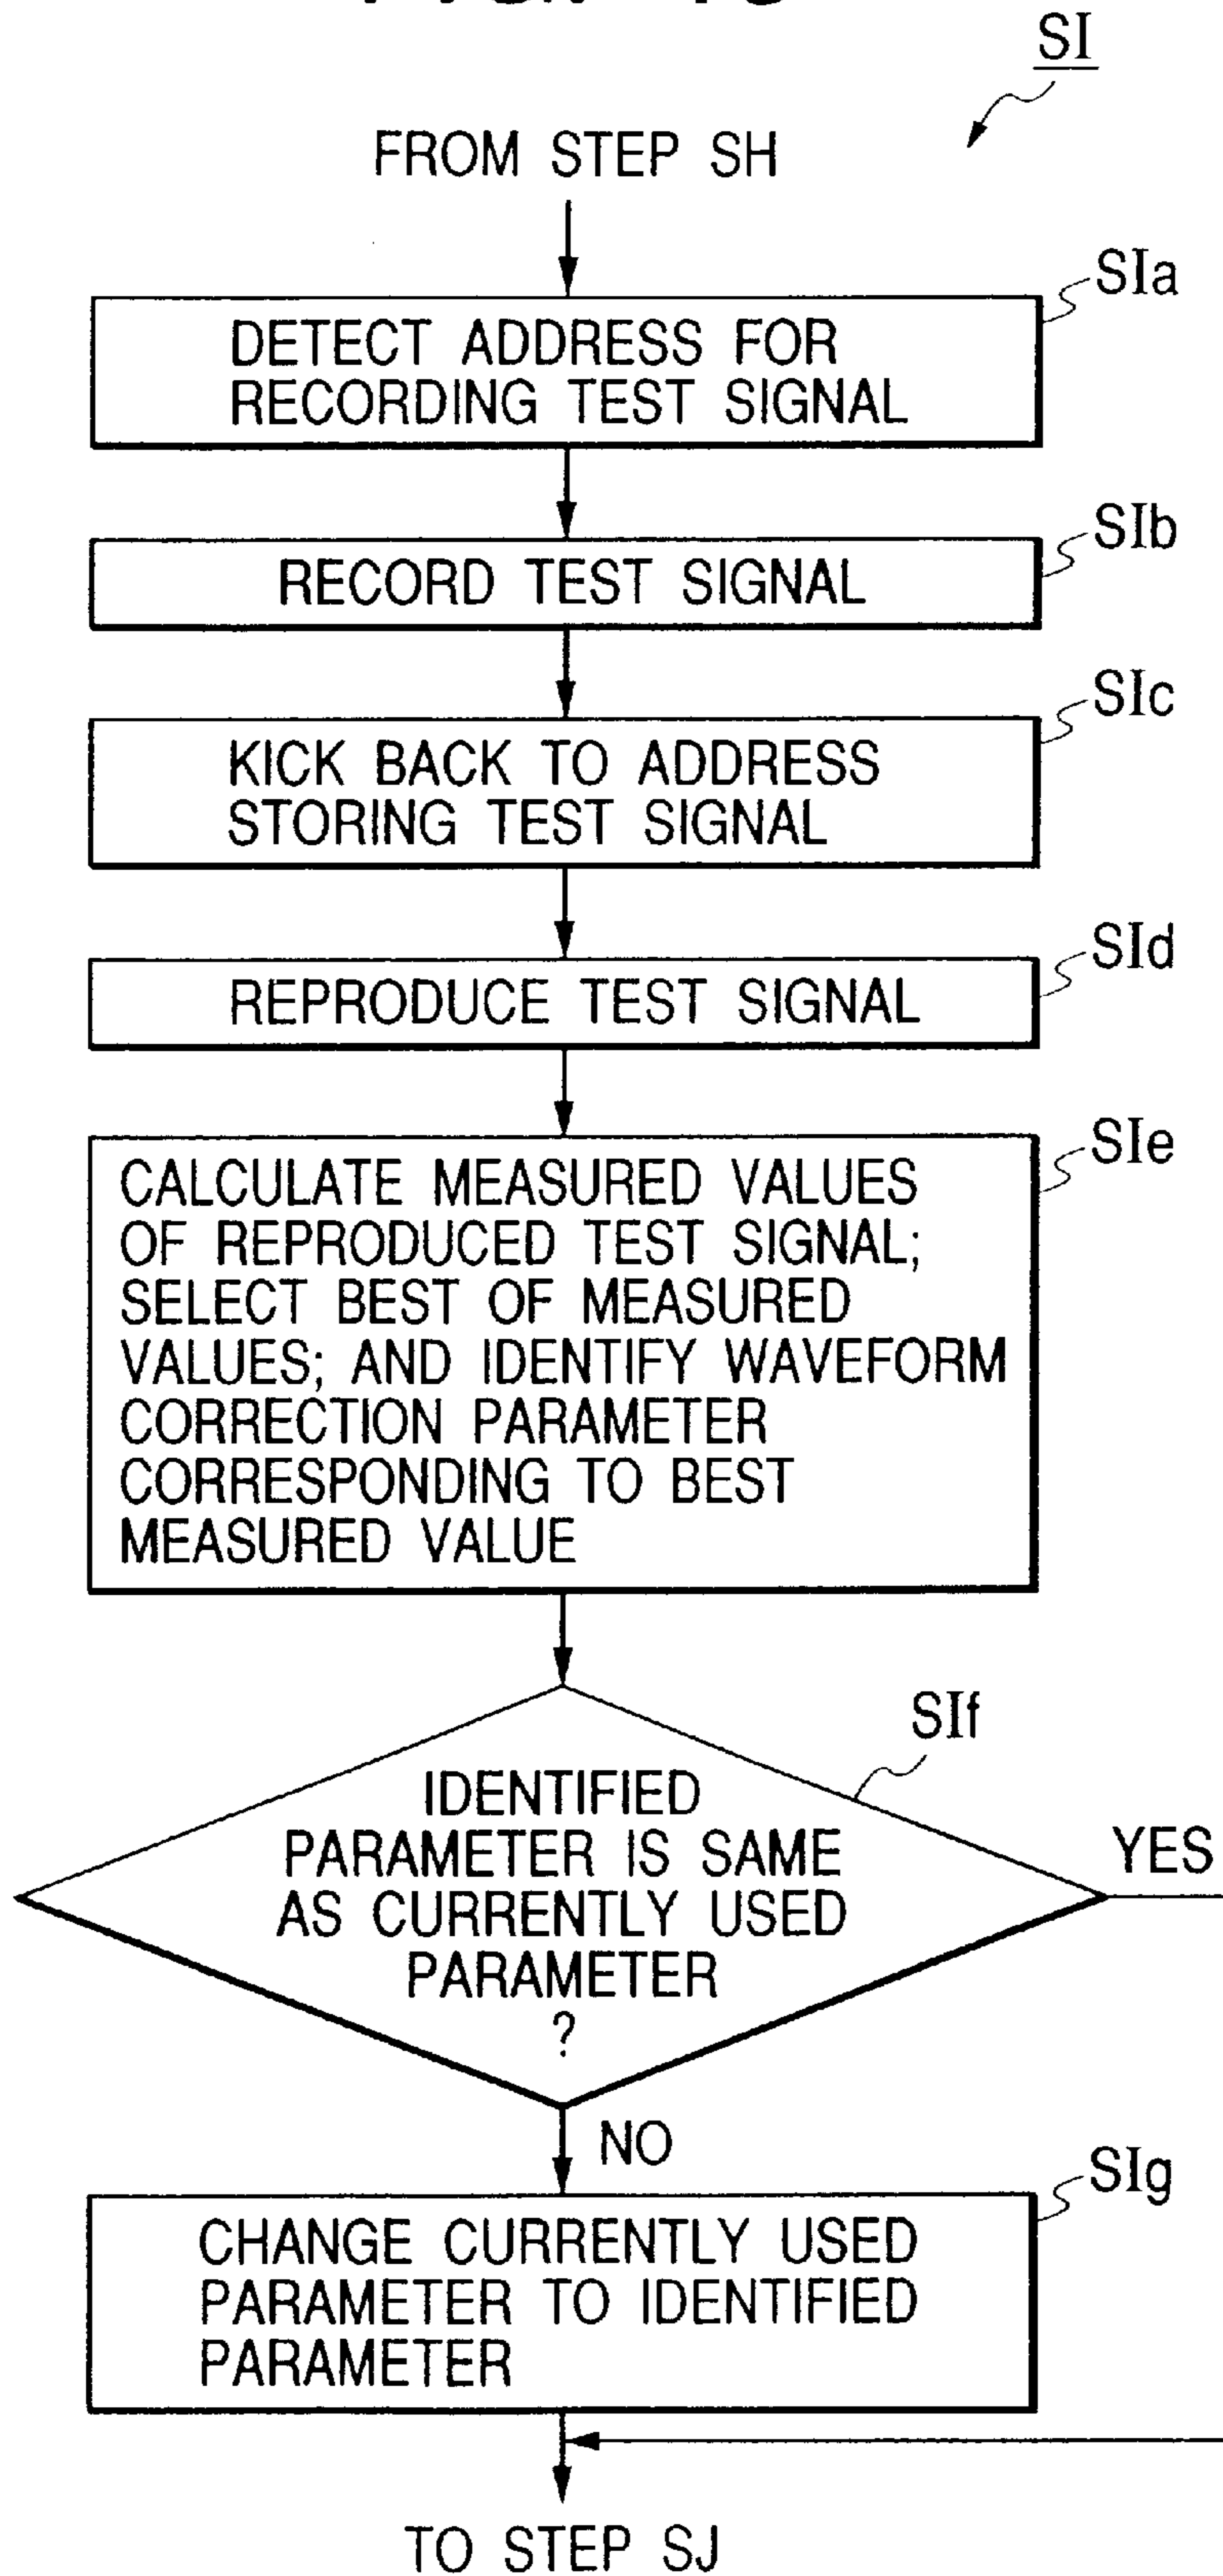 SI
FROM STEP SH
SIa
DETECT ADDRESS FOR
RECORDING TEST SIGNAL
SIb
RECORD TEST SIGNAL
SIc
KICK BACK TO ADDRESS
STORING TEST SIGNAL
SId
REPRODUCE TEST SIGNAL
SIe
CALCULATE MEASURED VALUES
OF REPRODUCED TEST SIGNAL;
SELECT BEST OF MEASURED
VALUES; AND IDENTIFY WAVEFORM
CORRECTION PARAMETER
CORRESPONDING TO BEST
MEASURED VALUE
SIf
IDENTIFIED
PARAMETER IS SAME
AS CURRENTLY USED
PARAMETER
?
YES
NO
SIg
CHANGE CURRENTLY USED
PARAMETER TO IDENTIFIED
PARAMETER
TO STEP SJ